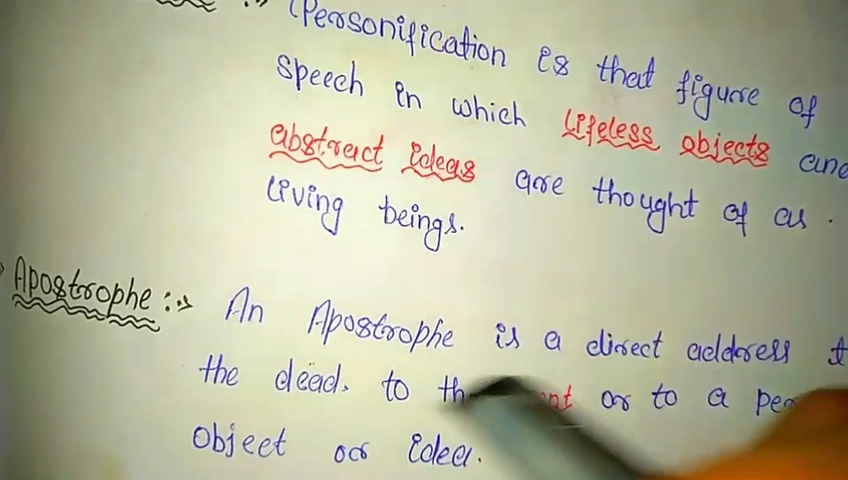 :-> (Personification is that figure of
speech in which lifeless objects and
abstract ideas are thought of as
living beings.
Apostrophe :-> An Apostrophe is a direct address
the dead, to or to a
object or idea.